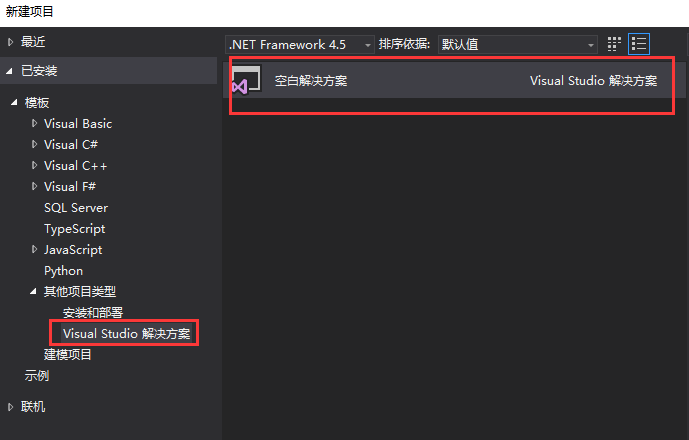 新建项目
最近
已安装
模板
Visual Basic
Visual C#
Visual C++
Visual F#
SQL Server
TypeScript
JavaScript
Python
其他项目类型
安装和部署
Visual Studio 解决方案
建模项目
示例
联机
.NET Framework 4.5 排序依据: 默认值
空白解决方案 Visual Studio 解决方案